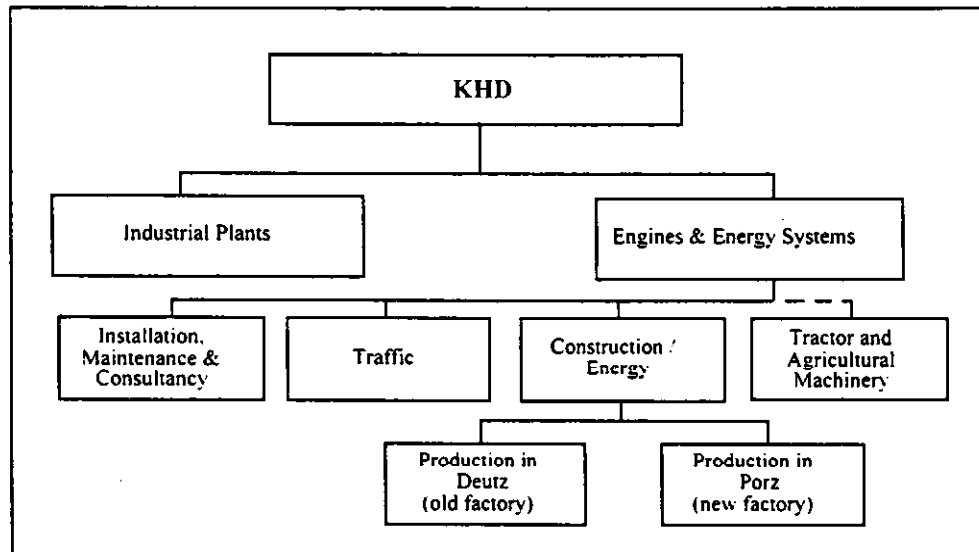 KHD
Industrial Plants
Engines & Energy Systems
Installation,
Maintenance &
Consultancy
Traffic
Construction /
Energy
Tractor and
Agricultural
Machinery
Production in
Deutz
(old factory)
Production in
Porz
(new factory)